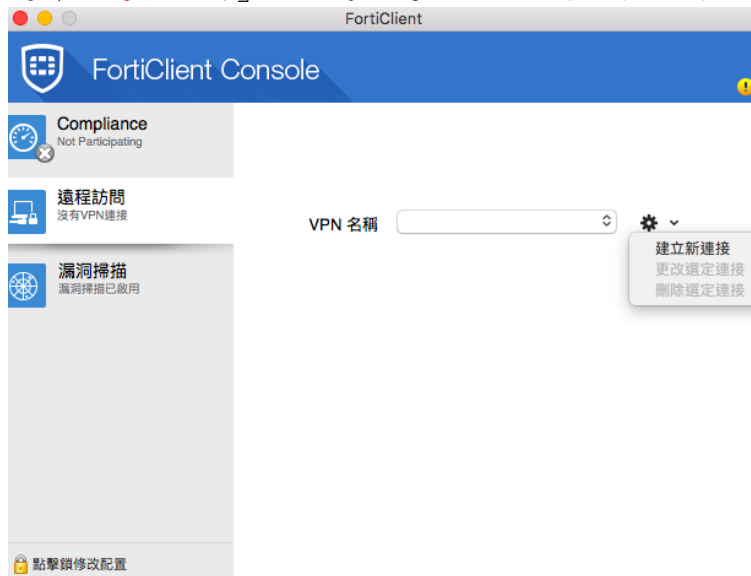 FortiClient
FortiClient Console
Compliance
Not Participating
遠程訪問
沒有VPN連接
漏洞掃描
漏洞掃描已啟用
VPN 名稱
建立新連接
更改選定連接
刪除選定連接
點擊鎖修改配置